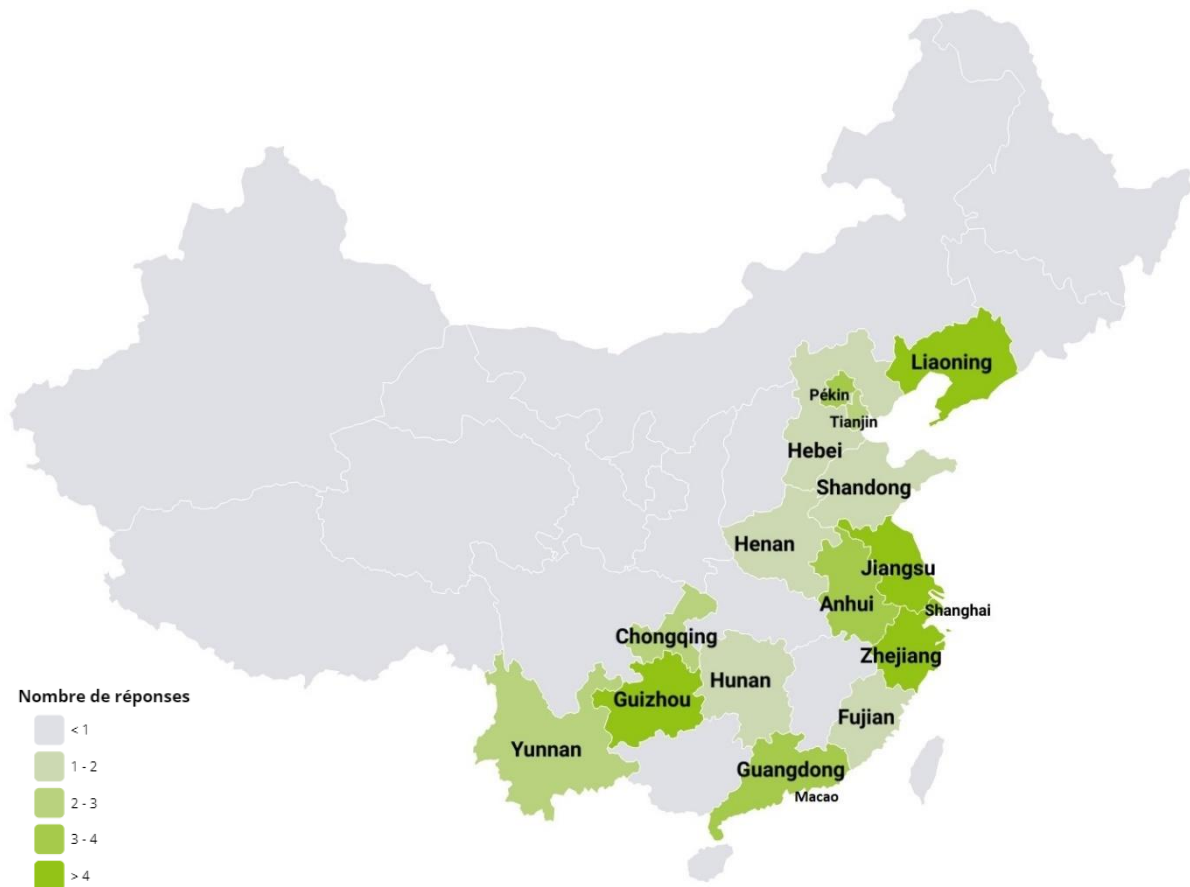 Liaoning
Pékin
Tianjin
Hebei
Shandong
Henan
Jiangsu
Anhui
Shanghai
Chongqing
Zhejiang
Hunan
Guizhou
Fujian
Yunnan
Guangdong
Macao
Nombre de réponses
< 1
1 - 2
2 - 3
3 - 4
> 4